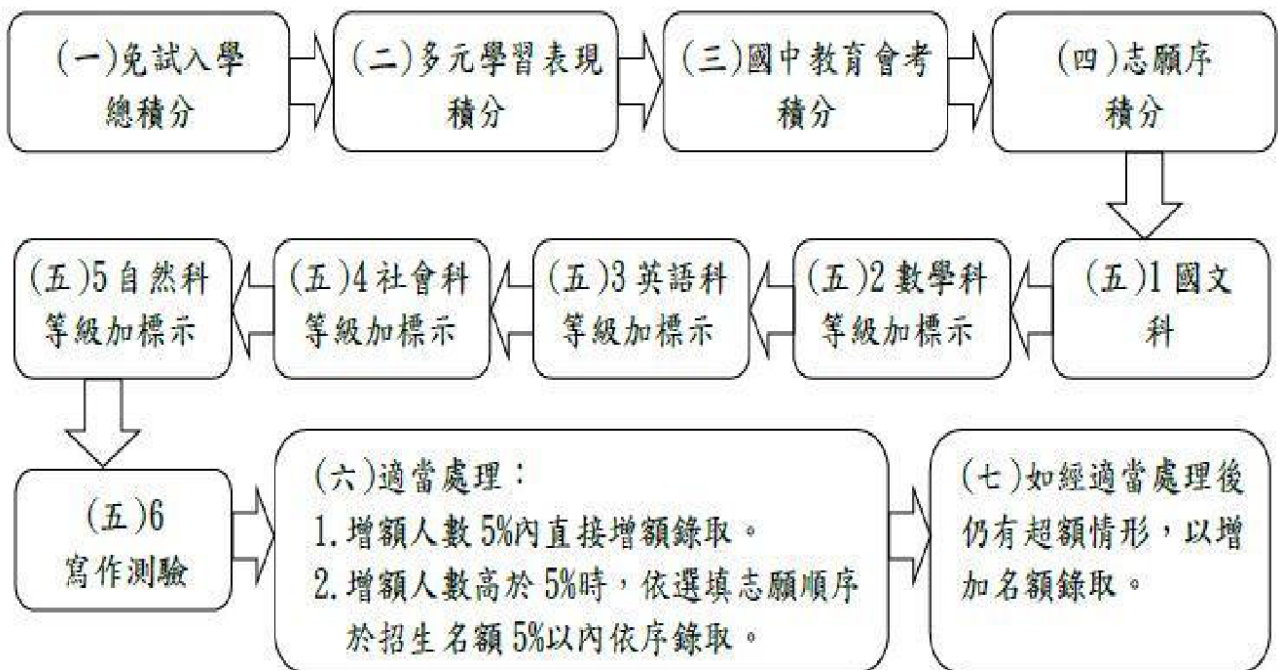 (一)免試入學
總積分
(二)多元學習表現
積分
(三)國中教育會考
積分
(四)志願序
積分
(五)1 國文
科
(五)2 數學科
等級加標示
(五)3 英語科
等級加標示
(五)4 社會科
等級加標示
(五)5 自然科
等級加標示
(五)6
寫作測驗
(六)適當處理：
1.增額人數 5%內直接增額錄取。
2.增額人數高於 5%時，依選填志願順序
於招生名額 5%以內依序錄取。
(七)如經適當處理後
仍有超額情形，以增
加名額錄取。